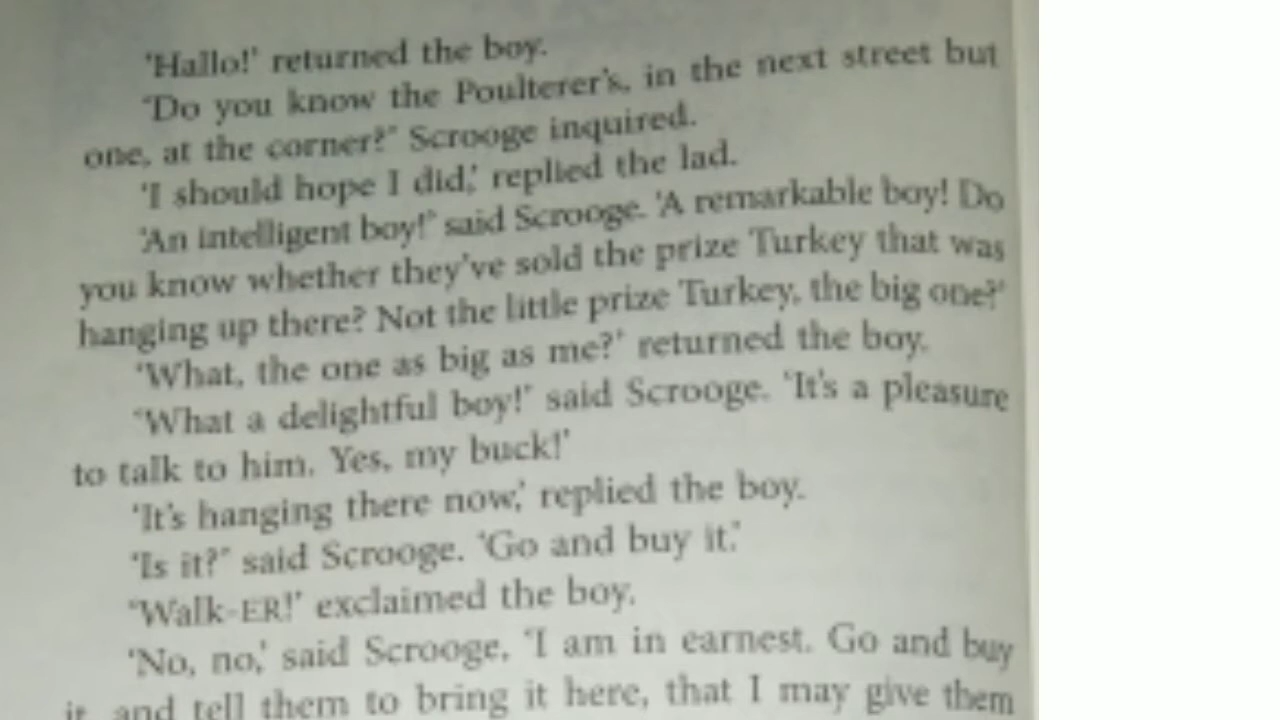 'Hallo!' returned the boy.
'Do you know the Poulterer's, in the next street but
one, at the corner?' Scrooge inquired.
'I should hope I did,' replied the lad.
'An intelligent boy!' said Scrooge. 'A remarkable boy! Do
you know whether they've sold the prize Turkey that was
hanging up there? Not the little prize Turkey, the big one?'
'What, the one as big as me?' returned the boy.
'What a delightful boy!' said Scrooge. 'It's a pleasure
to talk to him. Yes, my buck!'
'It's hanging there now,' replied the boy.
'Is it?' said Scrooge. 'Go and buy it.'
'Walk-ER!' exclaimed the boy.
'No, no,' said Scrooge, 'I am in earnest. Go and buy
it, and tell them to bring it here, that I may give them